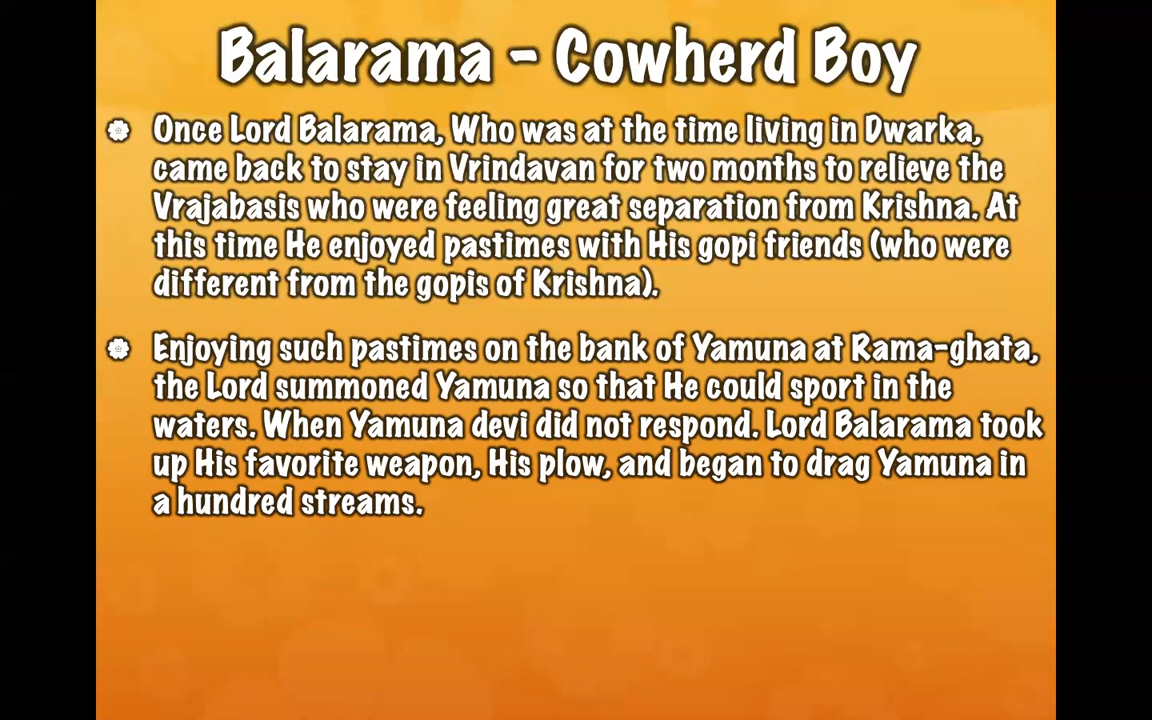 Balarama - Cowherd Boy
Once Lord Balarama, Who was at the time living in Dwarka,
came back to stay in Vrindavan for two months to relieve the
Vrajabasis who were feeling great separation from Krishna. At
this time He enjoyed pastimes with His gopi friends (who were
different from the gopis of Krishna).
Enjoying such pastimes on the bank of Yamuna at Rama-ghata,
the Lord summoned Yamuna so that He could sport in the
waters. When Yamuna devi did not respond. Lord Balarama took
up His favorite weapon, His plow, and began to drag Yamuna in
a hundred streams.